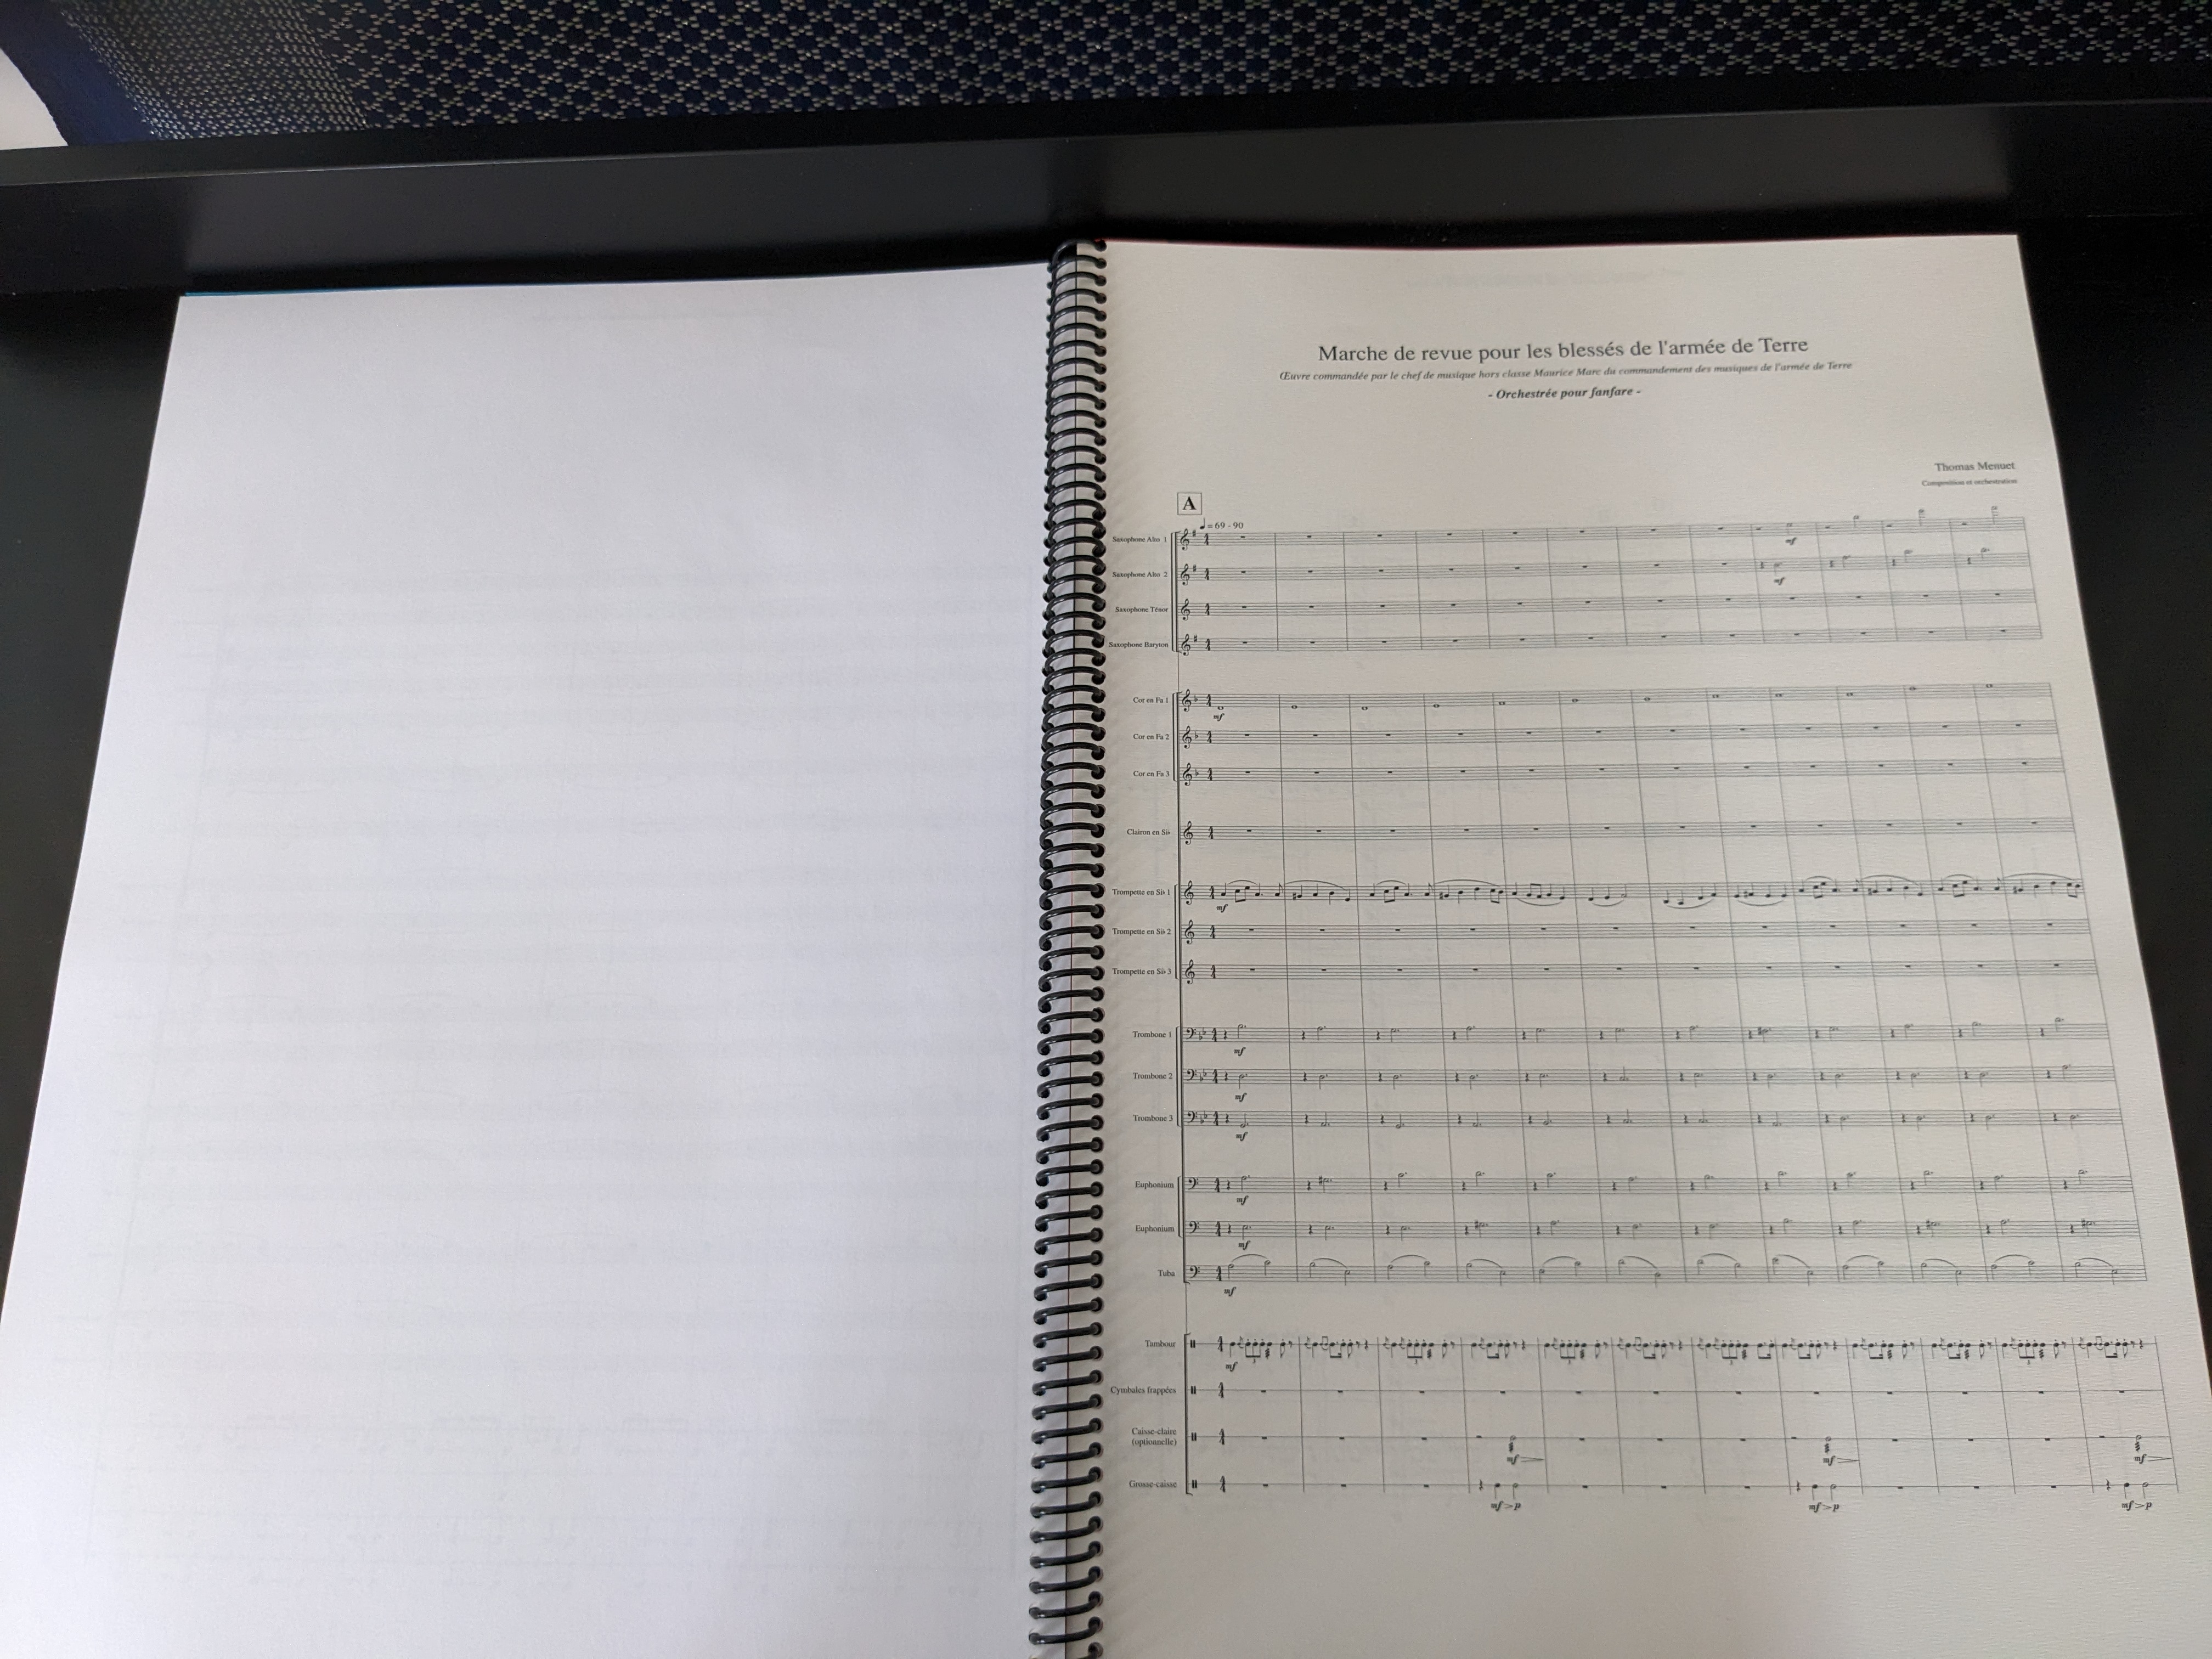 Marche de revue pour les blessés de l'armée de Terre
Œuvre commandée par le chef de musique hors classe Maurice Marc du commandement des musiques de l'armée de Terre
- Orchestrée pour fanfare -
Thomas Menuet
Composition et orchestration
A
♩ = 69 - 90
Saxophone Alto 1
mf
Saxophone Alto 2
mf
Saxophone Ténor
Saxophone Baryton
Cor en Fa 1
mf
Cor en Fa 2
Cor en Fa 3
Clairon en Si♭
Trompette en Si♭ 1
mf
Trompette en Si♭ 2
Trompette en Si♭ 3
Trombone 1
mf
Trombone 2
mf
Trombone 3
mf
Euphonium
mf
Euphonium
mf
Tuba
mf
Tambour
mf
Cymbales frappées
Caisse-claire
(optionnelle)
mf mf mf
Grosse-caisse
mf > p mf > p mf > p